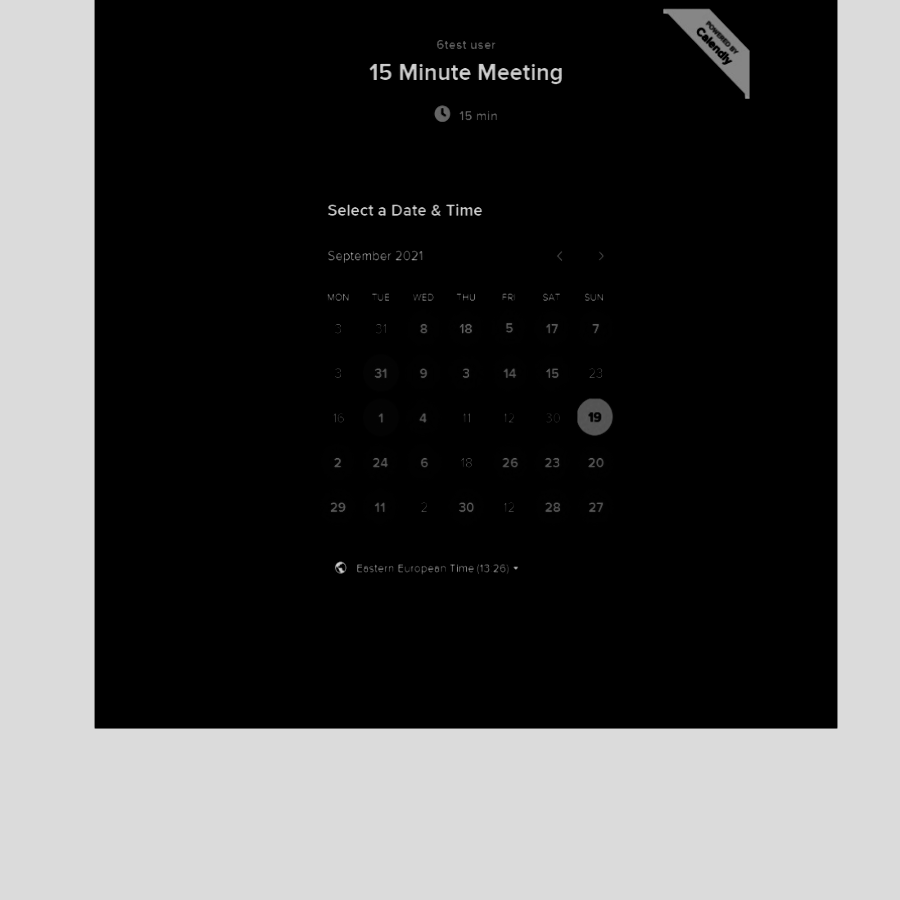 6test user
15 Minute Meeting
15 min
POWERED BY
Calendly
Select a Date & Time
September 2021
MON TUE WED THU FRI SAT SUN
3 31 8 18 5 17 7
3 31 9 3 14 15 23
16 1 4 11 12 30 19
2 24 6 18 26 23 20
29 11 2 30 12 28 27
Eastern European Time (13:26)